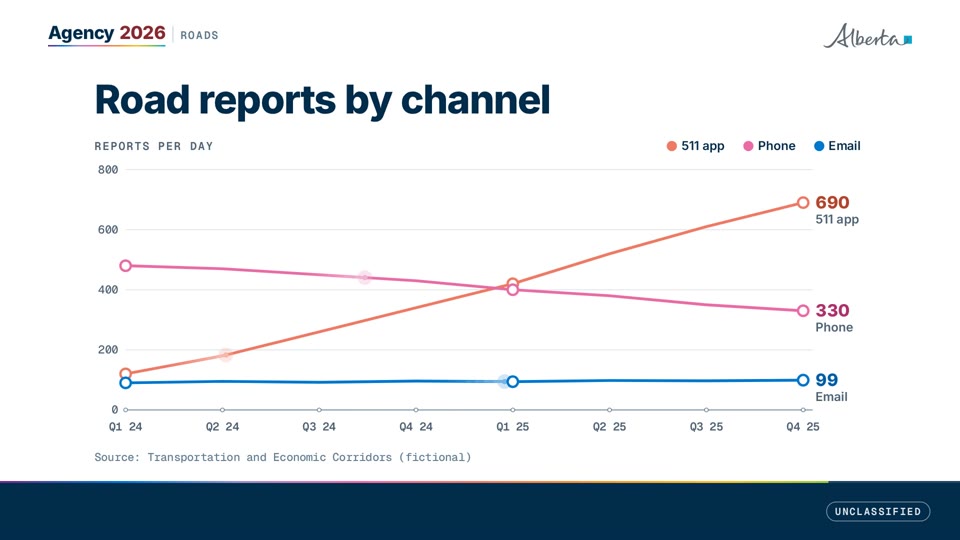 Agency 2026 | ROADS
Alberta
Road reports by channel
REPORTS PER DAY
511 app
Phone
Email
800
600
400
200
0
690
511 app
330
Phone
99
Email
Q1 24
Q2 24
Q3 24
Q4 24
Q1 25
Q2 25
Q3 25
Q4 25
Source: Transportation and Economic Corridors (fictional)
UNCLASSIFIED